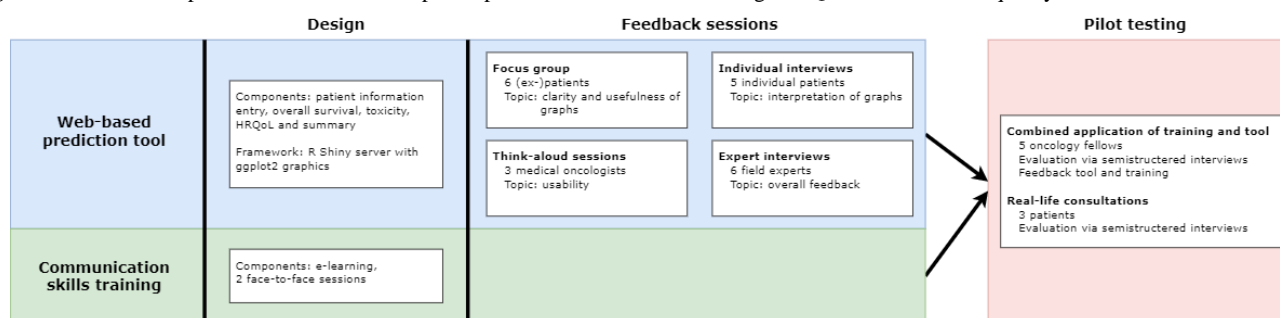 Design
Feedback sessions
Pilot testing
Web-based
prediction tool
Components: patient information
entry, overall survival, toxicity,
HRQoL and summary
Framework: R Shiny server with
ggplot2 graphics
Focus group
6 (ex-)patients
Topic: clarity and usefulness of
graphs
Individual interviews
5 individual patients
Topic: interpretation of graphs
Think-aloud sessions
3 medical oncologists
Topic: usability
Expert interviews
6 field experts
Topic: overall feedback
Combined application of training and tool
5 oncology fellows
Evaluation via semistructured interviews
Feedback tool and training
Real-life consultations
3 patients
Evaluation via semistructured interviews
Communication
skills training
Components: e-learning,
2 face-to-face sessions